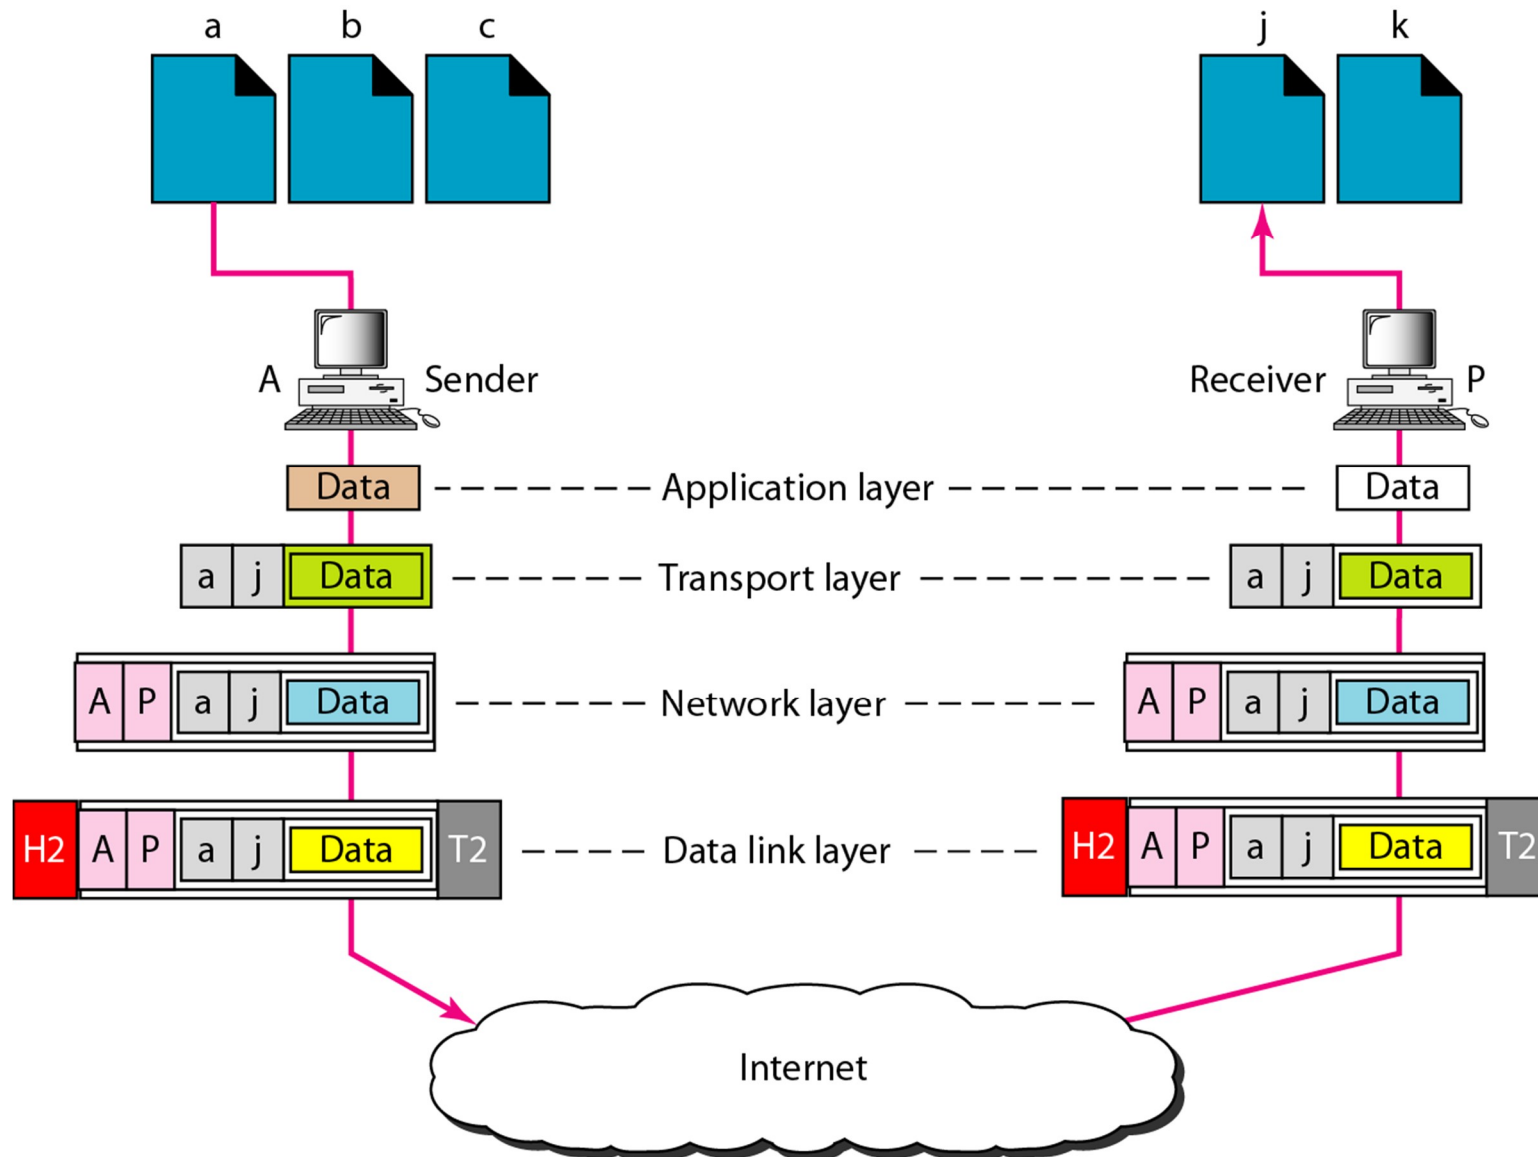 a b c j k
A Sender Receiver P
Data Application layer Data
a j Data Transport layer a j Data
A P a j Data Network layer A P a j Data
H2 A P a j Data T2 Data link layer H2 A P a j Data T2
Internet